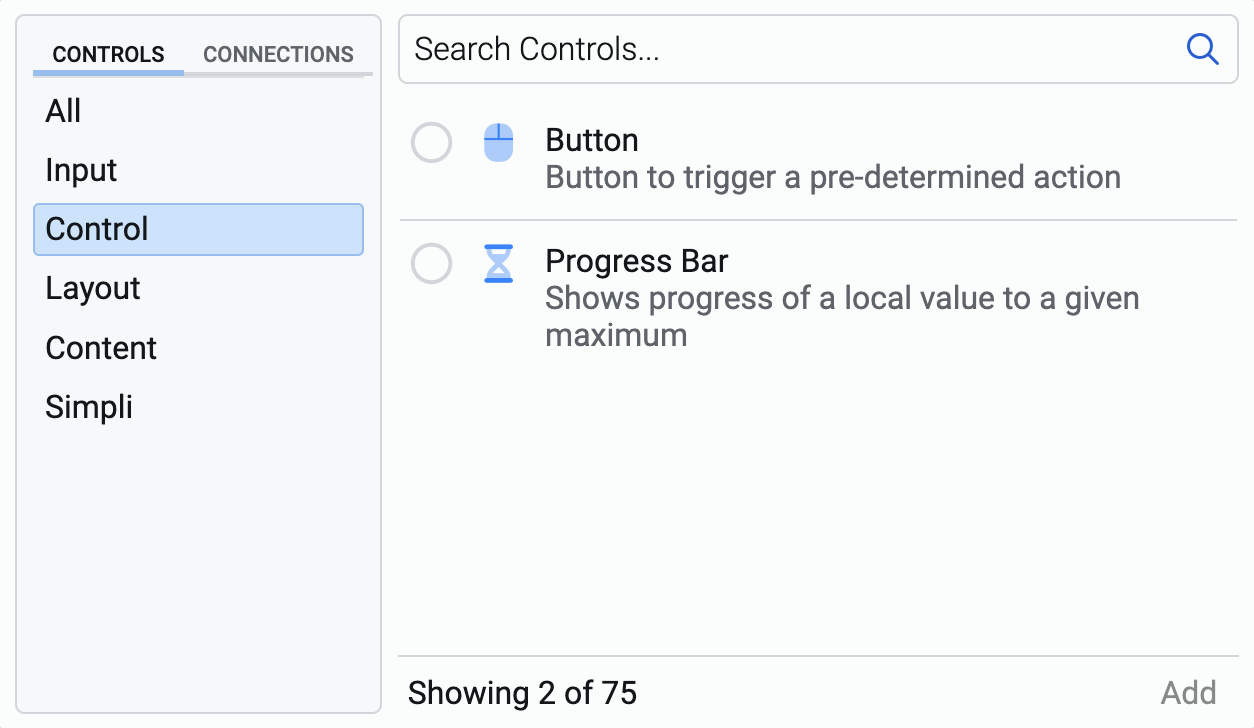 CONTROLS CONNECTIONS
All
Input
Control
Layout
Content
Simpli
Search Controls...
Button
Button to trigger a pre-determined action
Progress Bar
Shows progress of a local value to a given
maximum
Showing 2 of 75
Add